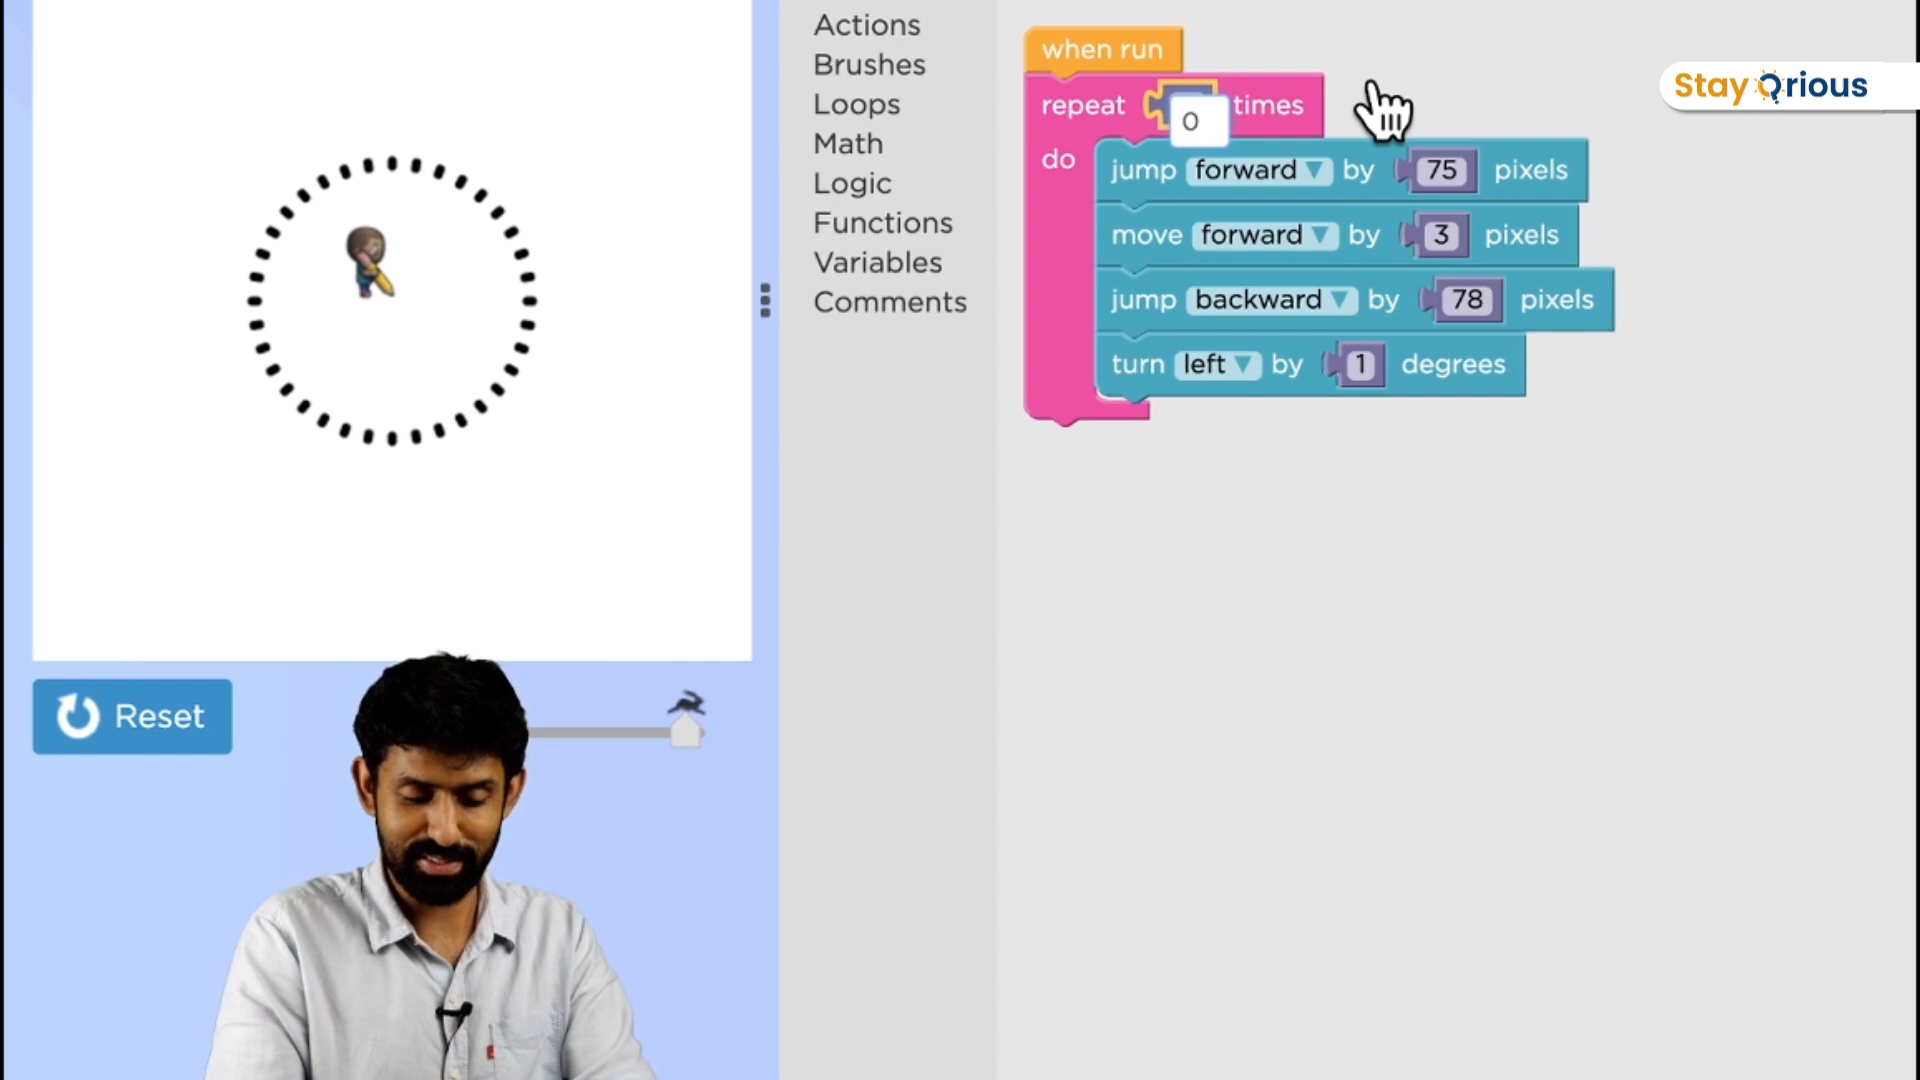 Actions
Brushes
Loops
Math
Logic
Functions
Variables
Comments
when run
repeat 0 times
do
jump forward by 75 pixels
move forward by 3 pixels
jump backward by 78 pixels
turn left by 1 degrees
Stay Qrious
Reset